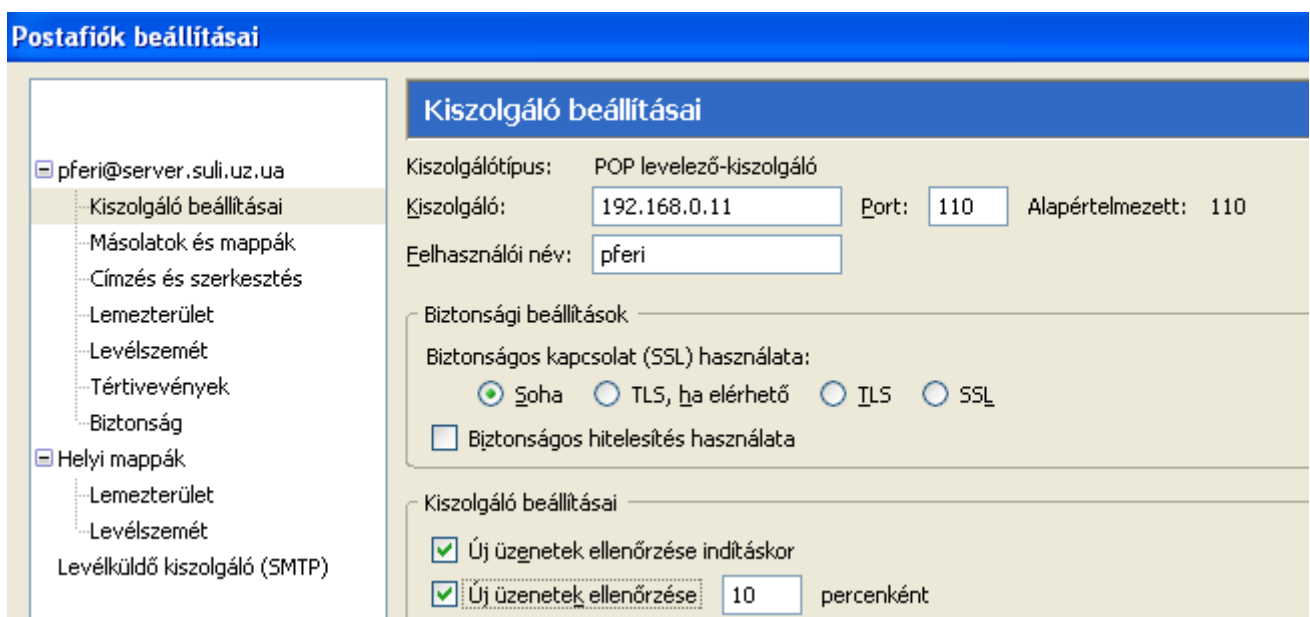 Postafiók beállításai
pferi@server.suli.uz.ua
Kiszolgáló beállításai
Másolatok és mappák
Címzés és szerkesztés
Lemezterület
Levélszemét
Tértivevények
Biztonság
Helyi mappák
Lemezterület
Levélszemét
Levélküldő kiszolgáló (SMTP)
Kiszolgáló beállításai
Kiszolgálótípus: POP levelező-kiszolgáló
Kiszolgáló: 192.168.0.11 Port: 110 Alapértelmezett: 110
Felhasználói név: pferi
Biztonsági beállítások
Biztonságos kapcsolat (SSL) használata:
Soha TLS, ha elérhető TLS SSL
Biztonságos hitelesítés használata
Kiszolgáló beállításai
Új üzenetek ellenőrzése indításkor
Új üzenetek ellenőrzése 10 percenként